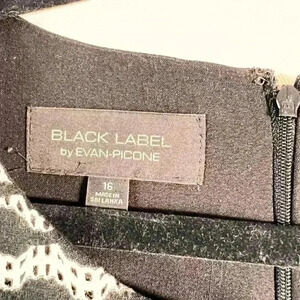 BLACK LABEL
by EVAN-PICONE
16
MADE IN
SRI LANKA